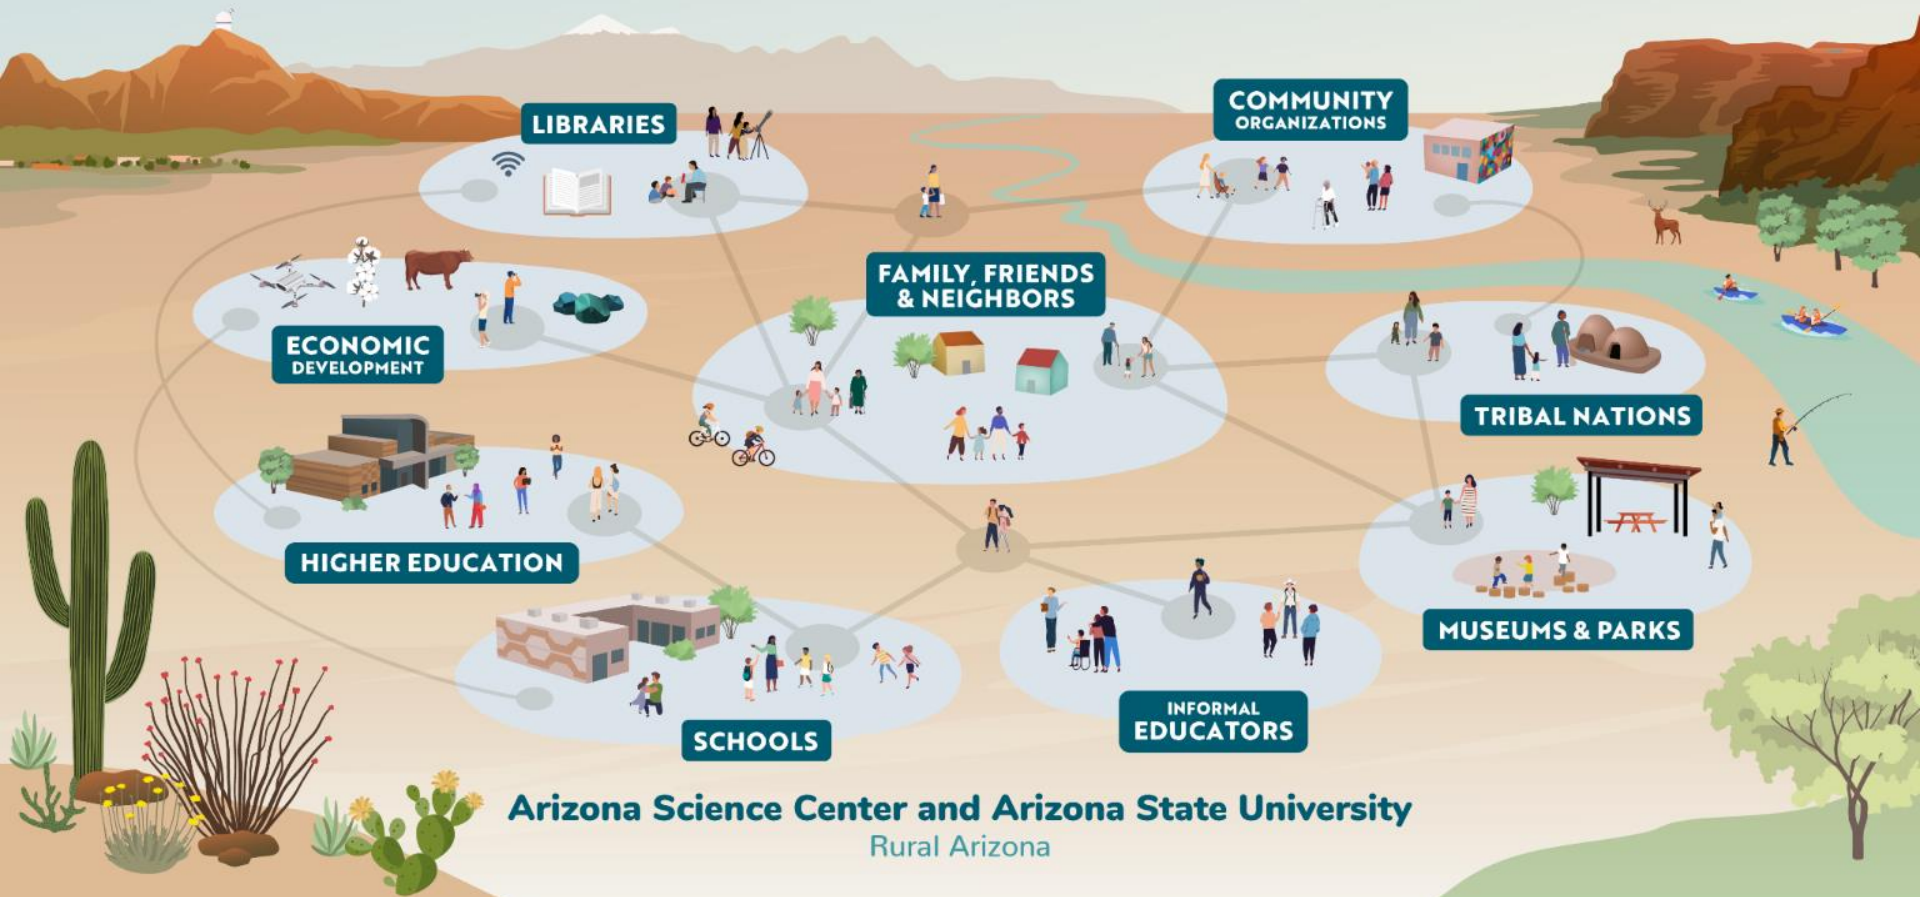 LIBRARIES
COMMUNITY
ORGANIZATIONS
FAMILY, FRIENDS
& NEIGHBORS
ECONOMIC
DEVELOPMENT
TRIBAL NATIONS
HIGHER EDUCATION
MUSEUMS & PARKS
INFORMAL
EDUCATORS
SCHOOLS
Arizona Science Center and Arizona State University
Rural Arizona